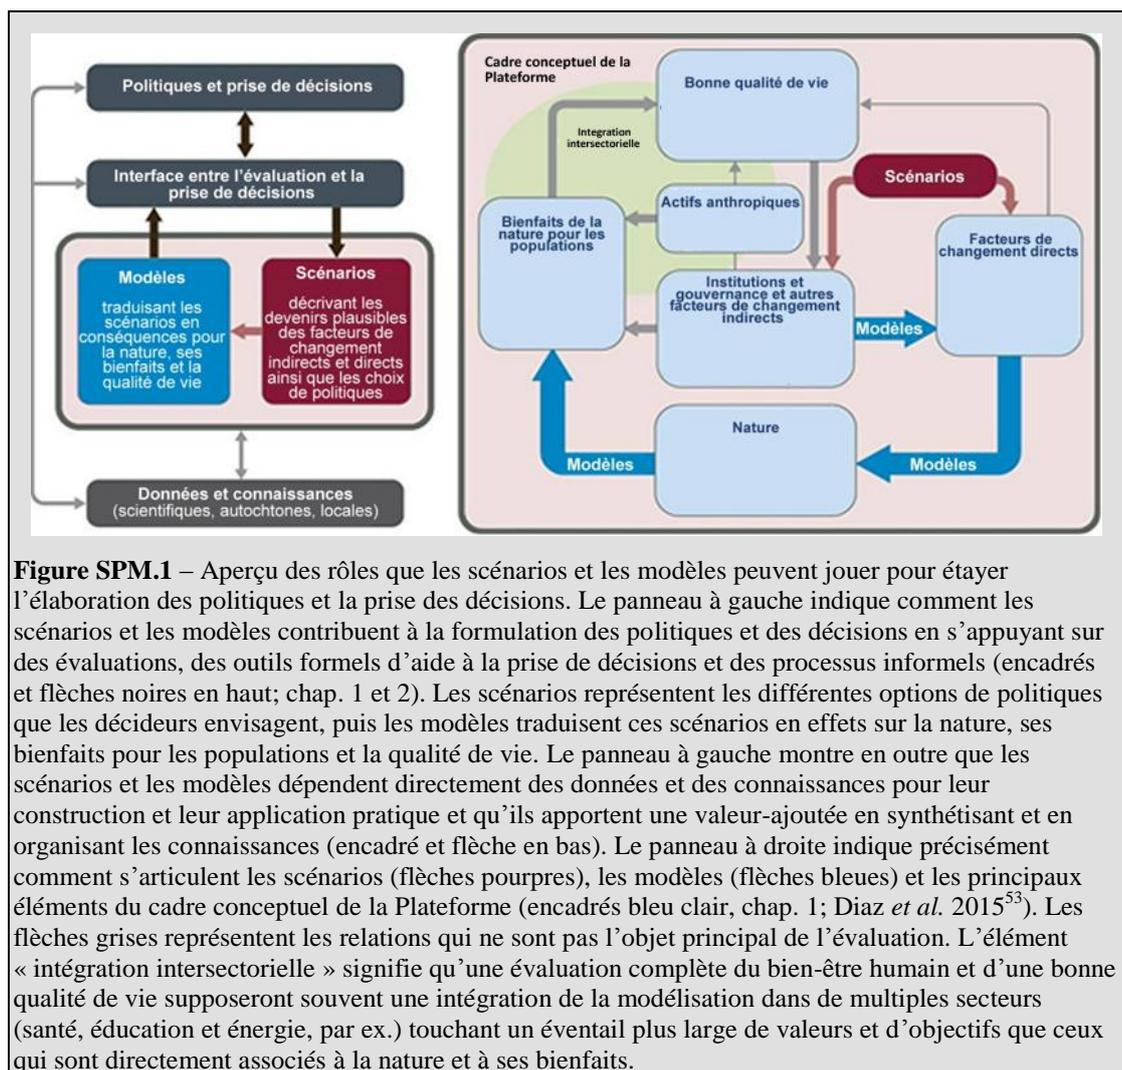 Politiques et prise de décisions
Interface entre l'évaluation et la
prise de décisions
Modèles
traduisant les
scénarios en
conséquences pour
la nature, ses
bienfaits et la
qualité de vie
Scénarios
décrivant les
devenirs plausibles
des facteurs de
changement
indirects et directs
ainsi que les choix
de politiques
Données et connaissances
(scientifiques, autochtones, locales)
Cadre conceptuel de la
Plateforme
Bonne qualité de vie
Integration
intersectorielle
Scénarios
Actifs anthropiques
Bienfaits de la
nature pour les
populations
Facteurs de
changement directs
Institutions et
gouvernance et autres
facteurs de changement
indirects
Modèles
Nature
Modèles
Modèles
Figure SPM.1 – Aperçu des rôles que les scénarios et les modèles peuvent jouer pour étayer
l'élaboration des politiques et la prise des décisions. Le panneau à gauche indique comment les
scénarios et les modèles contribuent à la formulation des politiques et des décisions en s'appuyant sur
des évaluations, des outils formels d'aide à la prise de décisions et des processus informels (encadrés
et flèches noires en haut; chap. 1 et 2). Les scénarios représentent les différentes options de politiques
que les décideurs envisagent, puis les modèles traduisent ces scénarios en effets sur la nature, ses
bienfaits pour les populations et la qualité de vie. Le panneau à gauche montre en outre que les
scénarios et les modèles dépendent directement des données et des connaissances pour leur
construction et leur application pratique et qu'ils apportent une valeur-ajoutée en synthétisant et en
organisant les connaissances (encadré et flèche en bas). Le panneau à droite indique précisément
comment s'articulent les scénarios (flèches pourpres), les modèles (flèches bleues) et les principaux
éléments du cadre conceptuel de la Plateforme (encadrés bleu clair, chap. 1; Diaz et al. 2015⁵³). Les
flèches grises représentent les relations qui ne sont pas l'objet principal de l'évaluation. L'élément
« intégration intersectorielle » signifie qu'une évaluation complète du bien-être humain et d'une bonne
qualité de vie supposeront souvent une intégration de la modélisation dans de multiples secteurs
(santé, éducation et énergie, par ex.) touchant un éventail plus large de valeurs et d'objectifs que ceux
qui sont directement associés à la nature et à ses bienfaits.